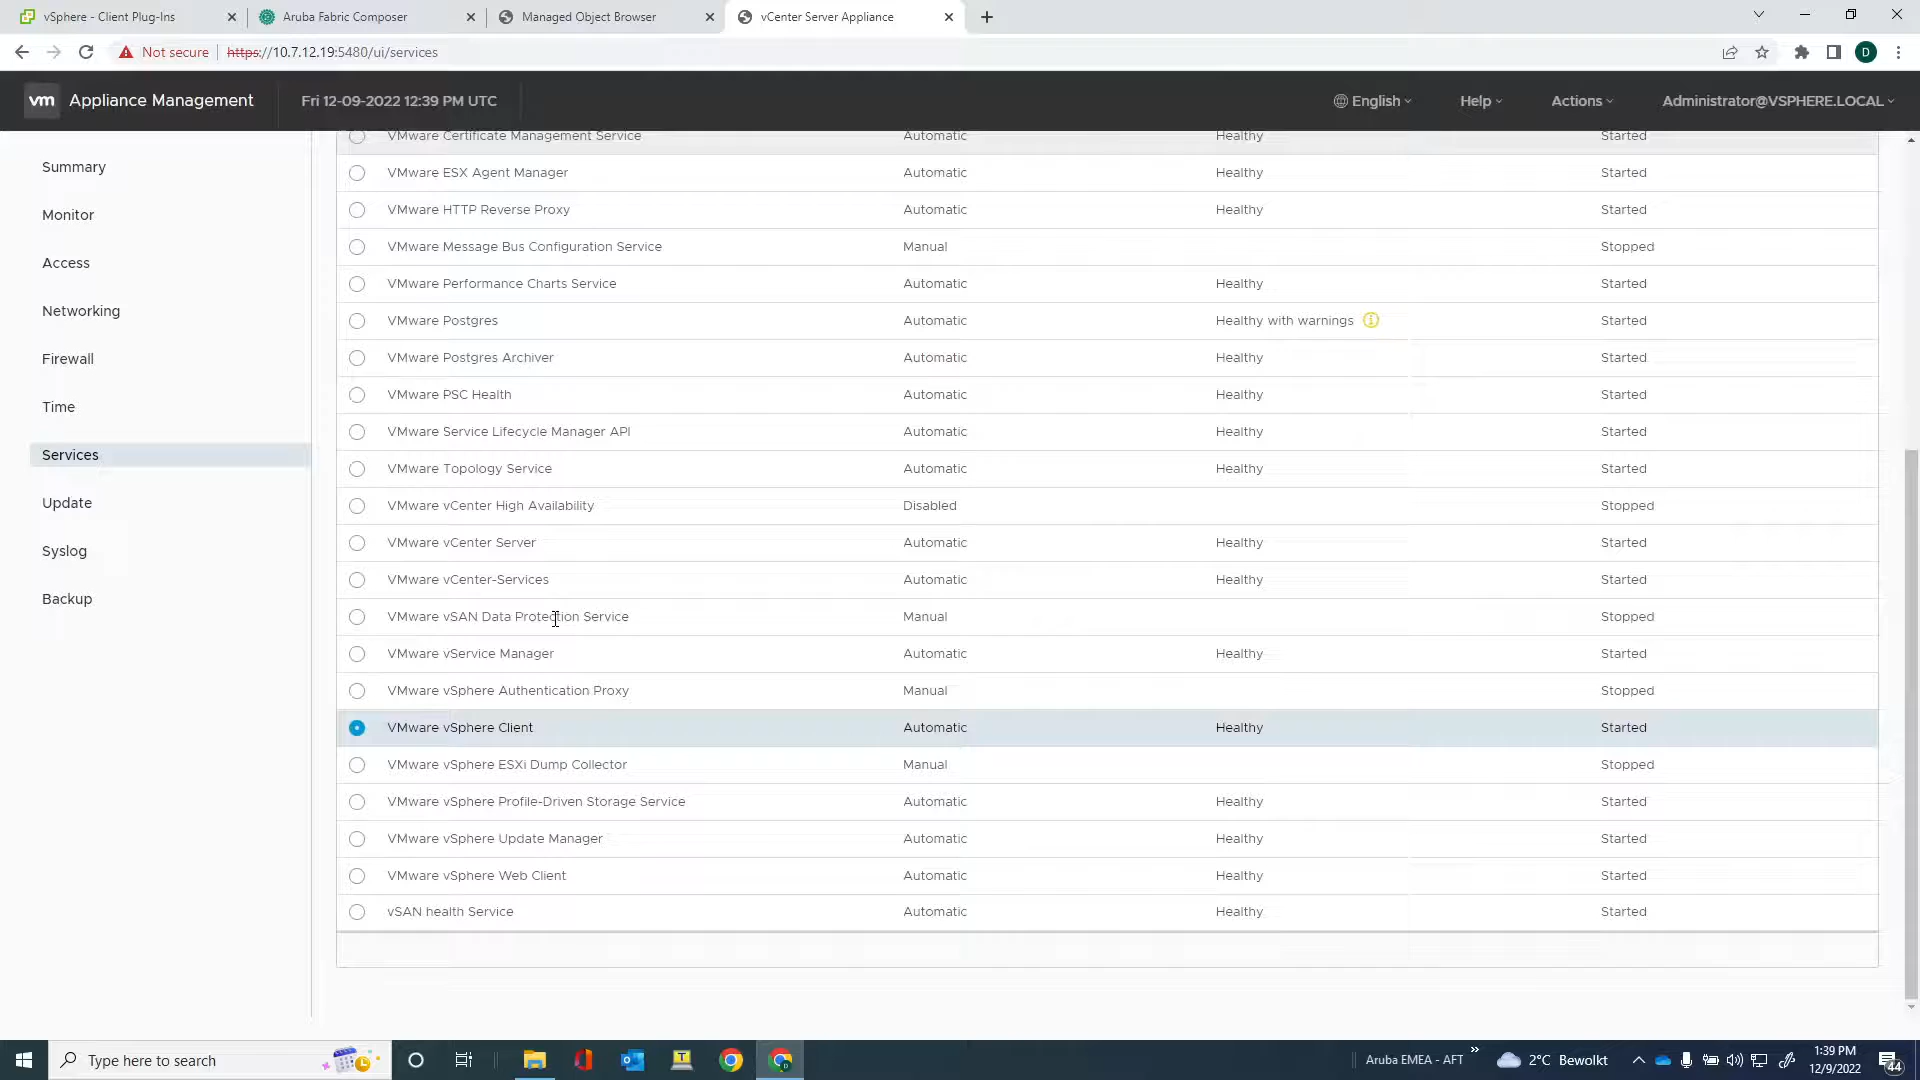 vSphere - Client Plug-Ins
Aruba Fabric Composer
Managed Object Browser
vCenter Server Appliance
Not secure
https://10.7.12.19:5480/ui/services
D
vm
Appliance Management
Fri 12-09-2022 12:39 PM UTC
English
Help
Actions
Administrator@VSPHERE.LOCAL
Summary
Monitor
Access
Networking
Firewall
Time
Services
Update
Syslog
Backup
VMware Certificate Management Service Automatic Healthy Started
VMware ESX Agent Manager Automatic Healthy Started
VMware HTTP Reverse Proxy Automatic Healthy Started
VMware Message Bus Configuration Service Manual Stopped
VMware Performance Charts Service Automatic Healthy Started
VMware Postgres Automatic Healthy with warnings Started
VMware Postgres Archiver Automatic Healthy Started
VMware PSC Health Automatic Healthy Started
VMware Service Lifecycle Manager API Automatic Healthy Started
VMware Topology Service Automatic Healthy Started
VMware vCenter High Availability Disabled Stopped
VMware vCenter Server Automatic Healthy Started
VMware vCenter-Services Automatic Healthy Started
VMware vSAN Data Protection Service Manual Stopped
VMware vService Manager Automatic Healthy Started
VMware vSphere Authentication Proxy Manual Stopped
VMware vSphere Client Automatic Healthy Started
VMware vSphere ESXi Dump Collector Manual Stopped
VMware vSphere Profile-Driven Storage Service Automatic Healthy Started
VMware vSphere Update Manager Automatic Healthy Started
VMware vSphere Web Client Automatic Healthy Started
vSAN health Service Automatic Healthy Started
Type here to search
Aruba EMEA - AFT
2°C Bewolkt
1:39 PM
12/9/2022
44